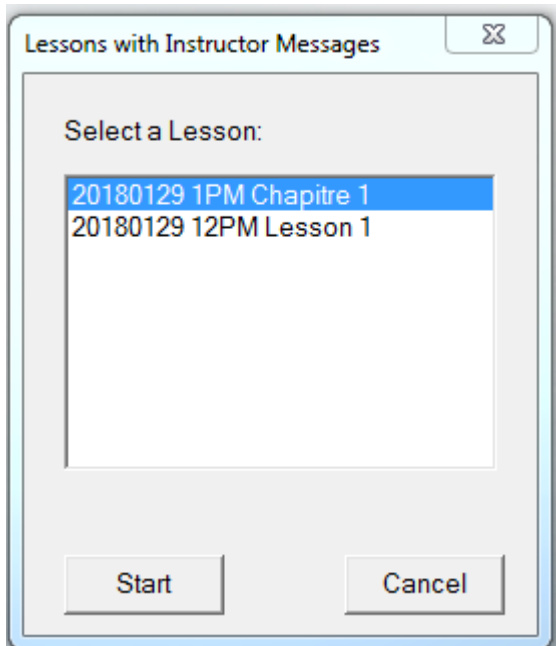 Lessons with Instructor Messages
Select a Lesson:
20180129 1PM Chapitre 1
20180129 12PM Lesson 1
Start
Cancel